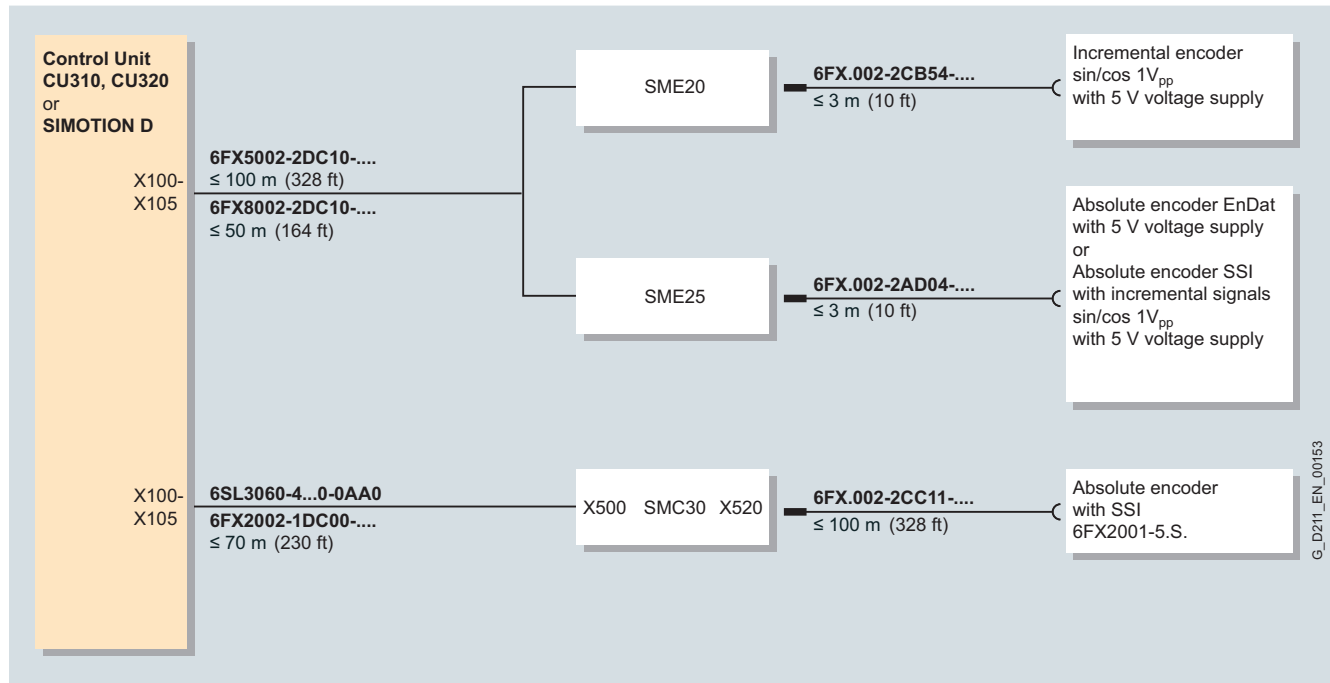 Control Unit
CU310, CU320
or
SIMOTION D
X100-
X105
6FX5002-2DC10-....
≤ 100 m (328 ft)
6FX8002-2DC10-....
≤ 50 m (164 ft)
SME20
6FX.002-2CB54-....
≤ 3 m (10 ft)
Incremental encoder
sin/cos 1Vpp
with 5 V voltage supply
SME25
6FX.002-2AD04-....
≤ 3 m (10 ft)
Absolute encoder EnDat
with 5 V voltage supply
or
Absolute encoder SSI
with incremental signals
sin/cos 1Vpp
with 5 V voltage supply
X100-
X105
6SL3060-4...0-0AA0
6FX2002-1DC00-....
≤ 70 m (230 ft)
X500 SMC30 X520
6FX.002-2CC11-....
≤ 100 m (328 ft)
Absolute encoder
with SSI
6FX2001-5.S.
G_D211_EN_00153